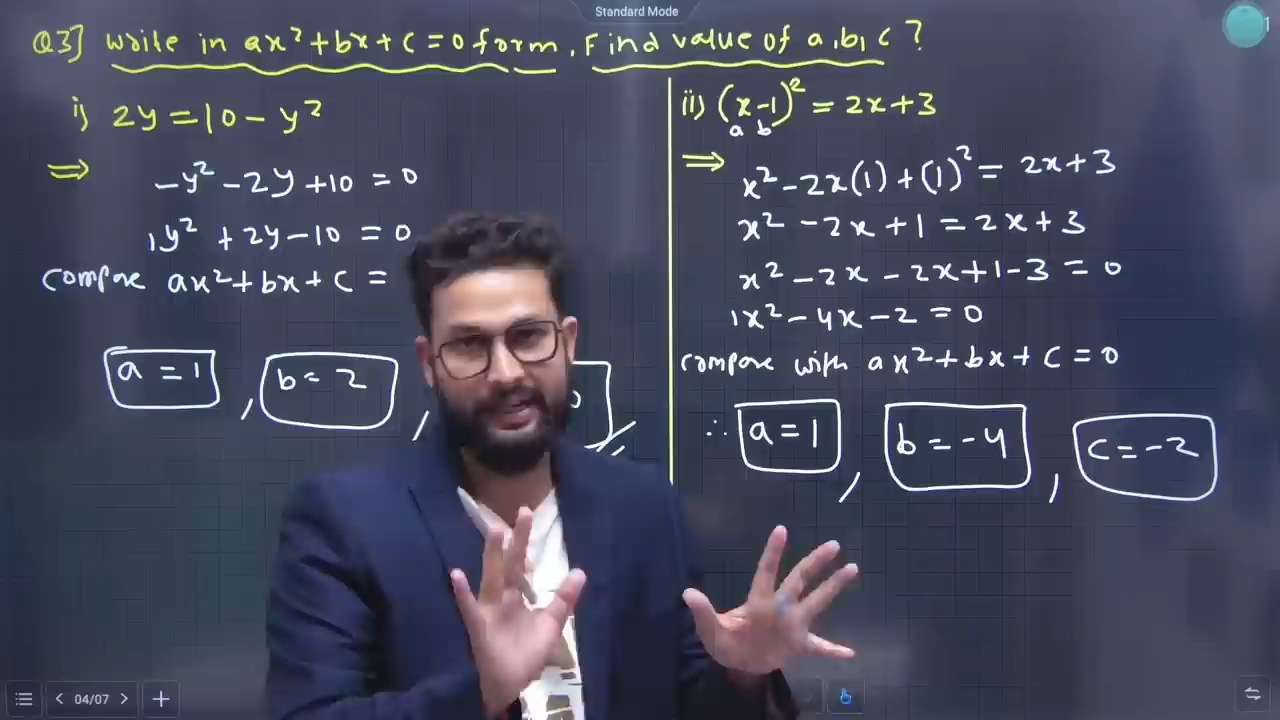 Standard Mode
1
Q3] Write in ax²+bx+c=0 form. Find value of a,b,c?
i) 2y=10-y²
⇒ -y²-2y+10=0
1y²+2y-10=0
compare ax²+bx+c=
a=1, b=2,
ii) (x-1)²=2x+3
a b
⇒ x²-2x(1)+(1)²=2x+3
x²-2x+1=2x+3
x²-2x-2x+1-3=0
1x²-4x-2=0
compare with ax²+bx+c=0
∴ a=1, b=-4, c=-2
04/07